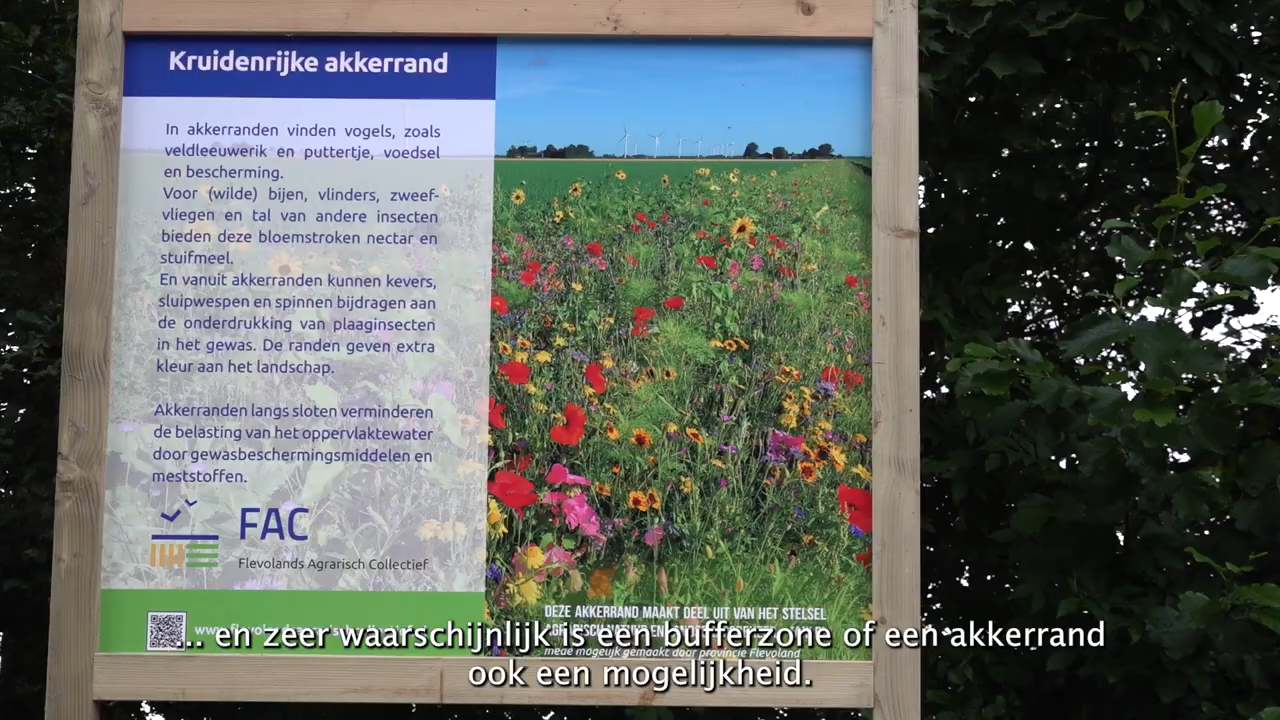 Kruidenrijke akkerrand
In akkerranden vinden vogels, zoals
veldleeuwerik en puttertje, voedsel
en bescherming.
Voor (wilde) bijen, vlinders, zweef-
vliegen en tal van andere insecten
bieden deze bloemstroken nectar en
stuifmeel.
En vanuit akkerranden kunnen kevers,
sluipwespen en spinnen bijdragen aan
de onderdrukking van plaaginsecten
in het gewas. De randen geven extra
kleur aan het landschap.
Akkerranden langs sloten verminderen
de belasting van het oppervlaktewater
door gewasbeschermingsmiddelen en
meststoffen.
FAC
Flevolands Agrarisch Collectief
DEZE AKKERRAND MAAKT DEEL UIT VAN HET STELSEL
mede mogelijk gemaakt door provincie Flevoland
... en zeer waarschijnlijk is een bufferzone of een akkerrand
ook een mogelijkheid.